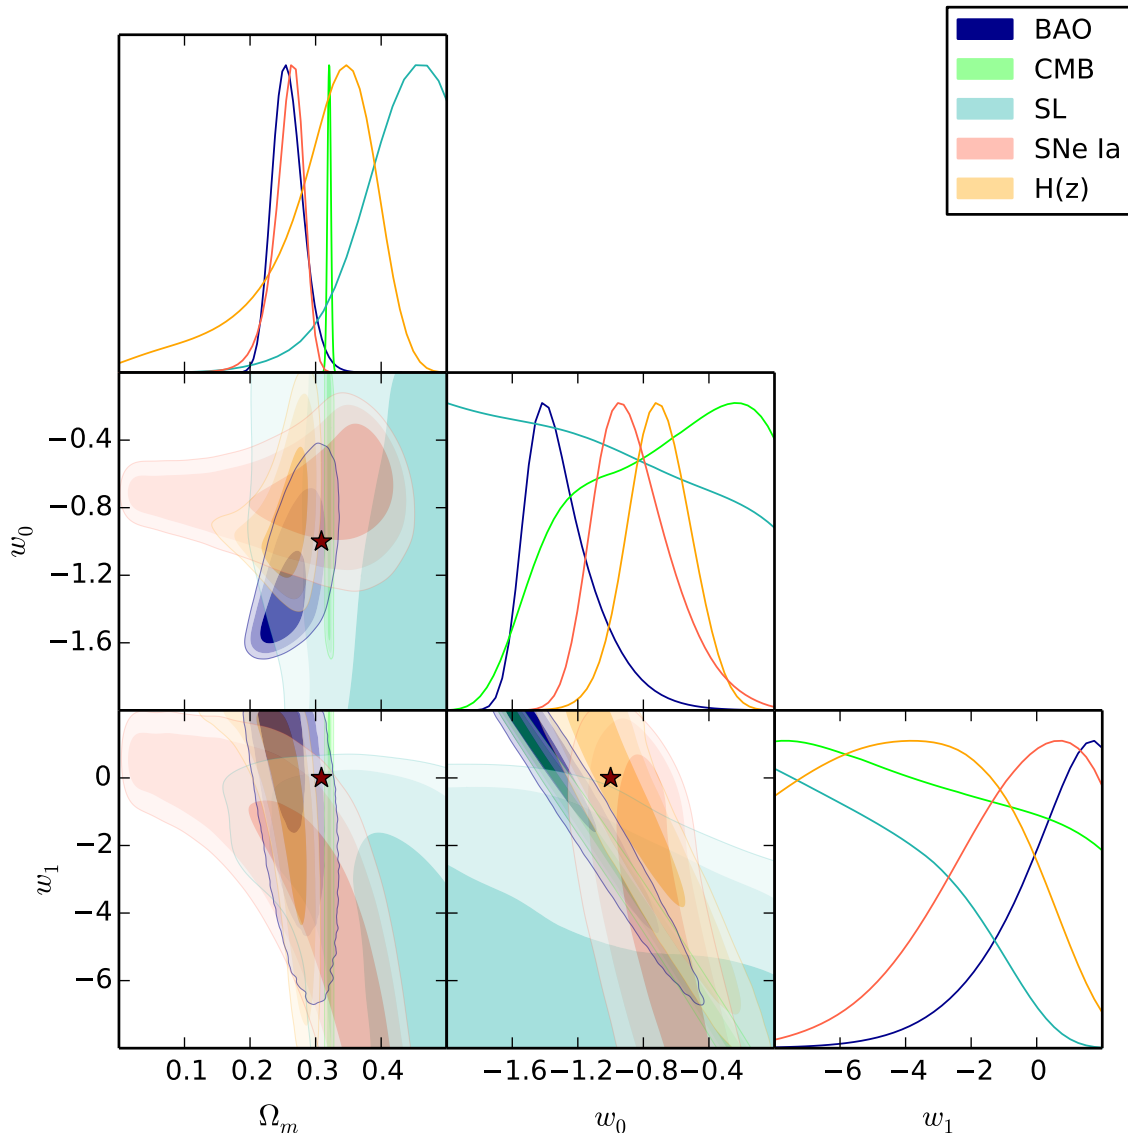 BAO
CMB
SL
SNe Ia
H(z)
−0.4
−0.8
−1.2
−1.6
w₀
0
−2
−4
−6
w₁
0.1 0.2 0.3 0.4
−1.6 −1.2 −0.8 −0.4
−6 −4 −2 0
Ωₘ w₀ w₁